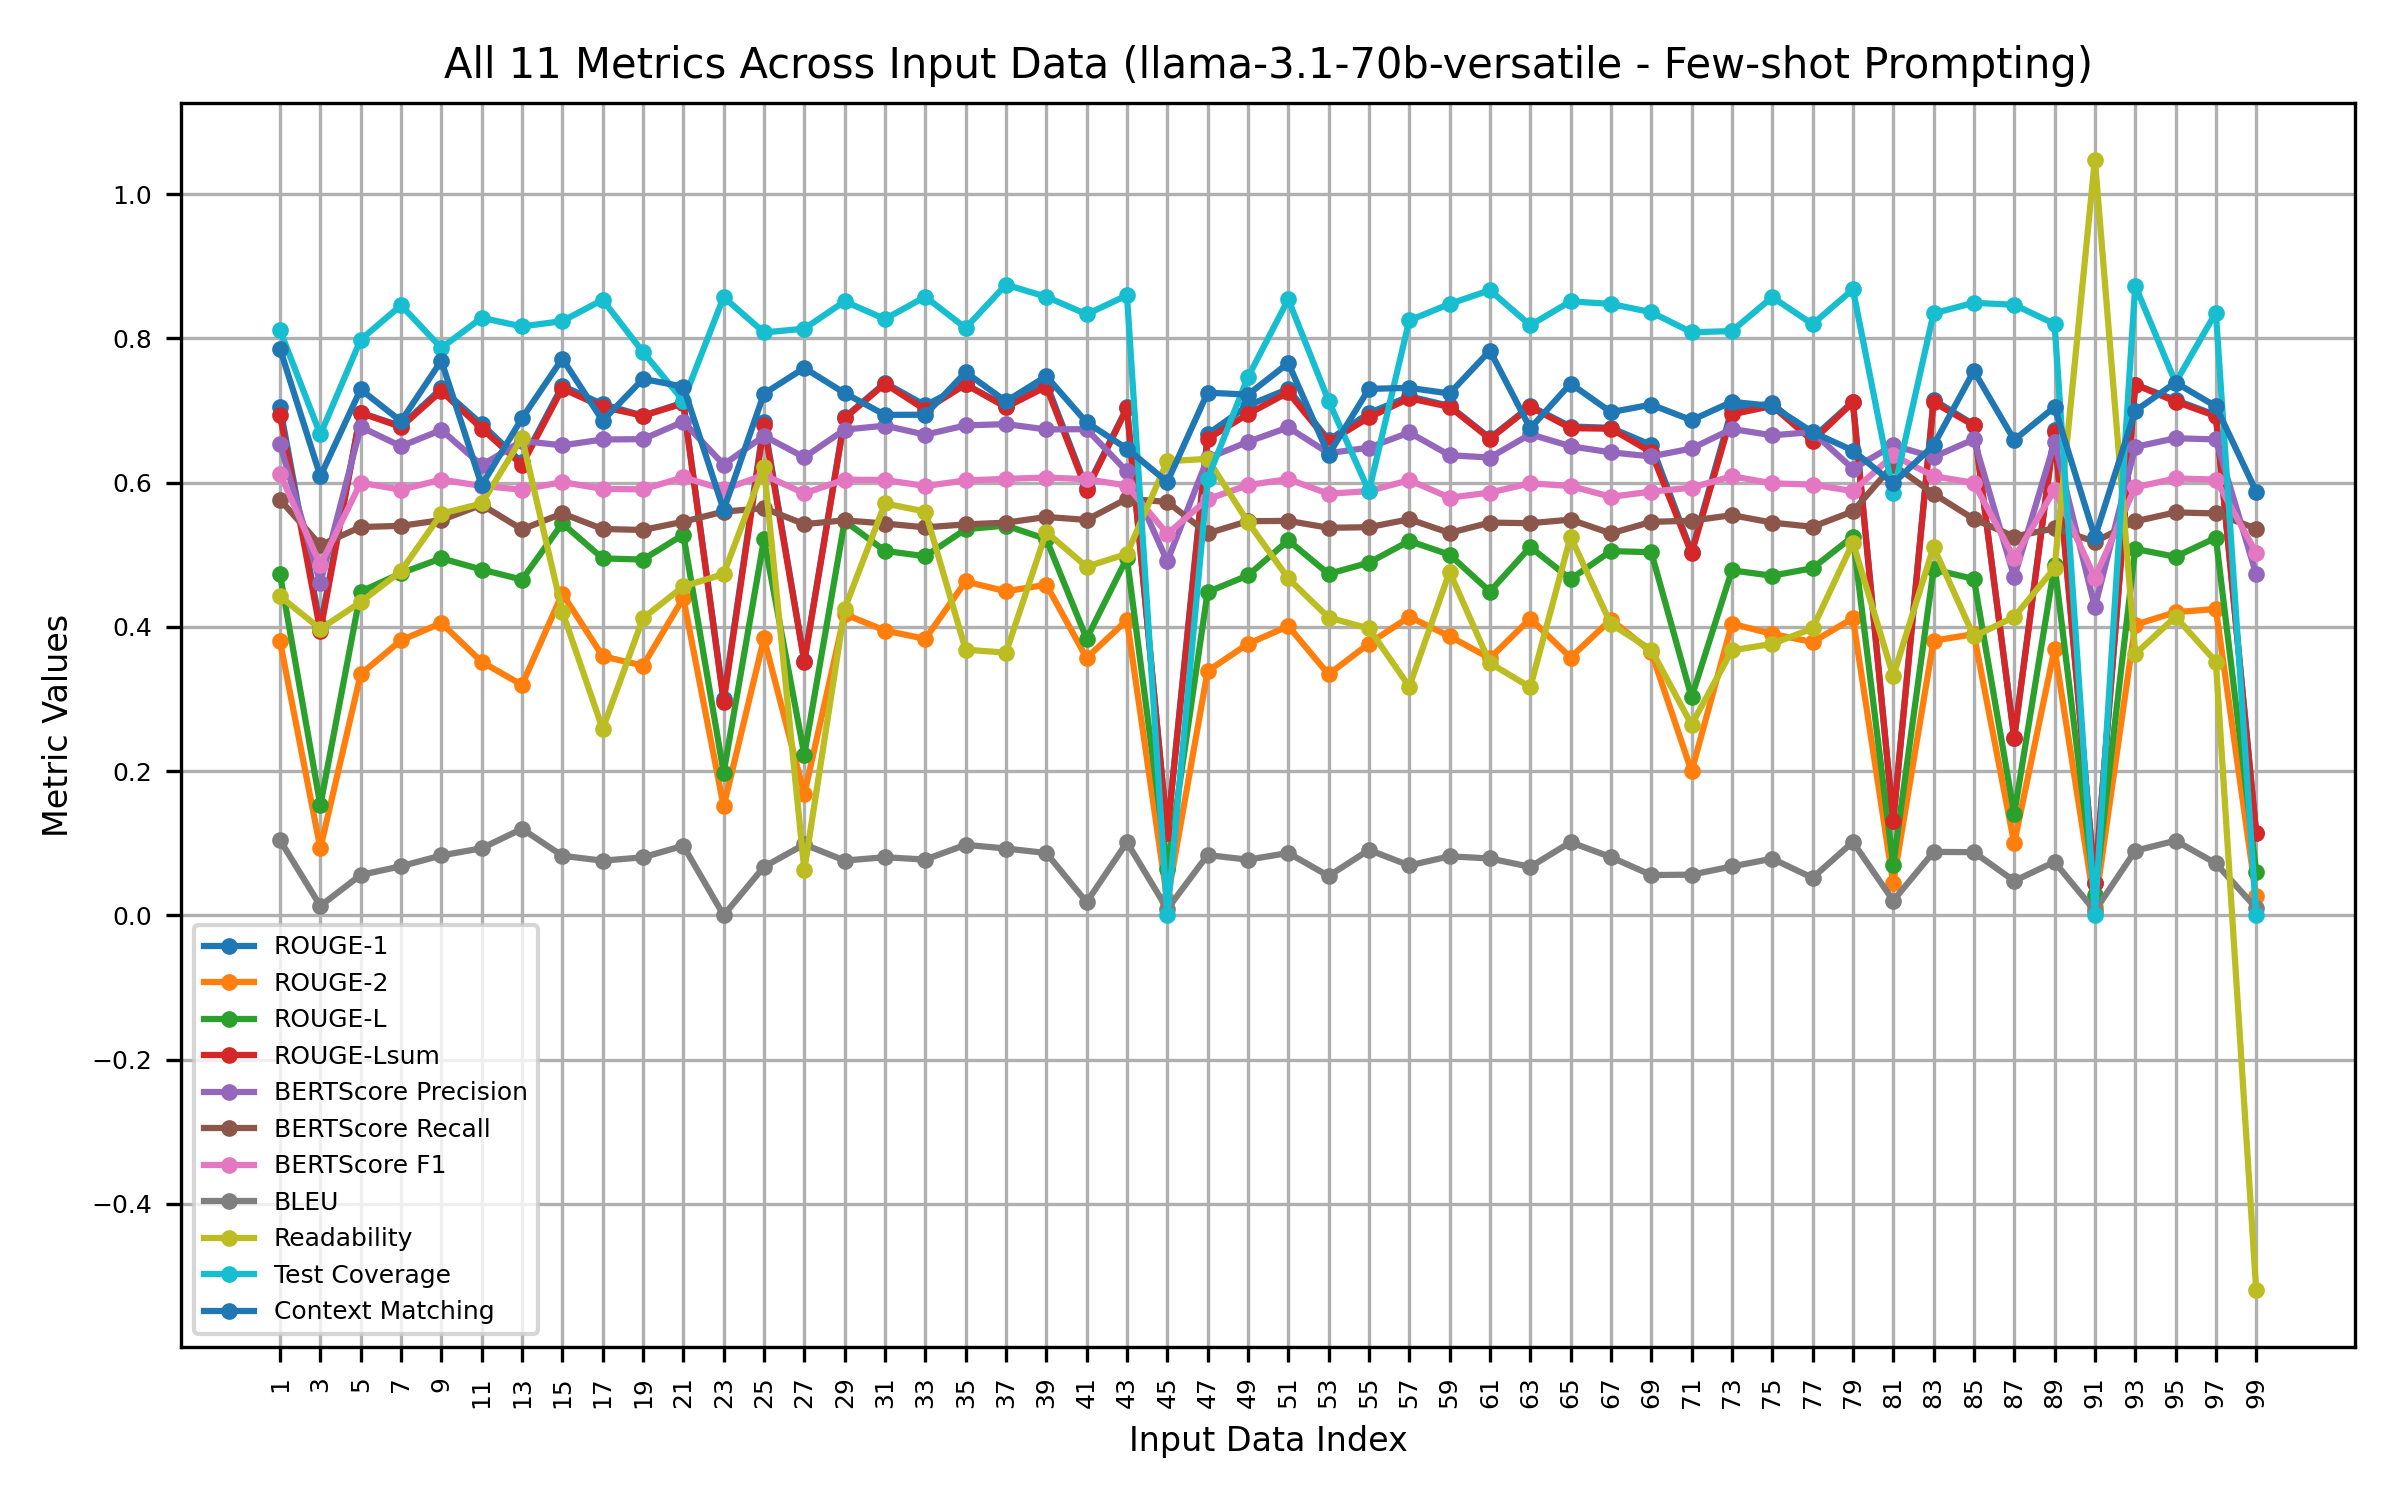 All 11 Metrics Across Input Data (llama-3.1-70b-versatile - Few-shot Prompting)
Metric Values
1.0
0.8
0.6
0.4
0.2
0.0
−0.2
−0.4
ROUGE-1
ROUGE-2
ROUGE-L
ROUGE-Lsum
BERTScore Precision
BERTScore Recall
BERTScore F1
BLEU
Readability
Test Coverage
Context Matching
1 3 5 7 9 11 13 15 17 19 21 23 25 27 29 31 33 35 37 39 41 43 45 47 49 51 53 55 57 59 61 63 65 67 69 71 73 75 77 79 81 83 85 87 89 91 93 95 97 99
Input Data Index